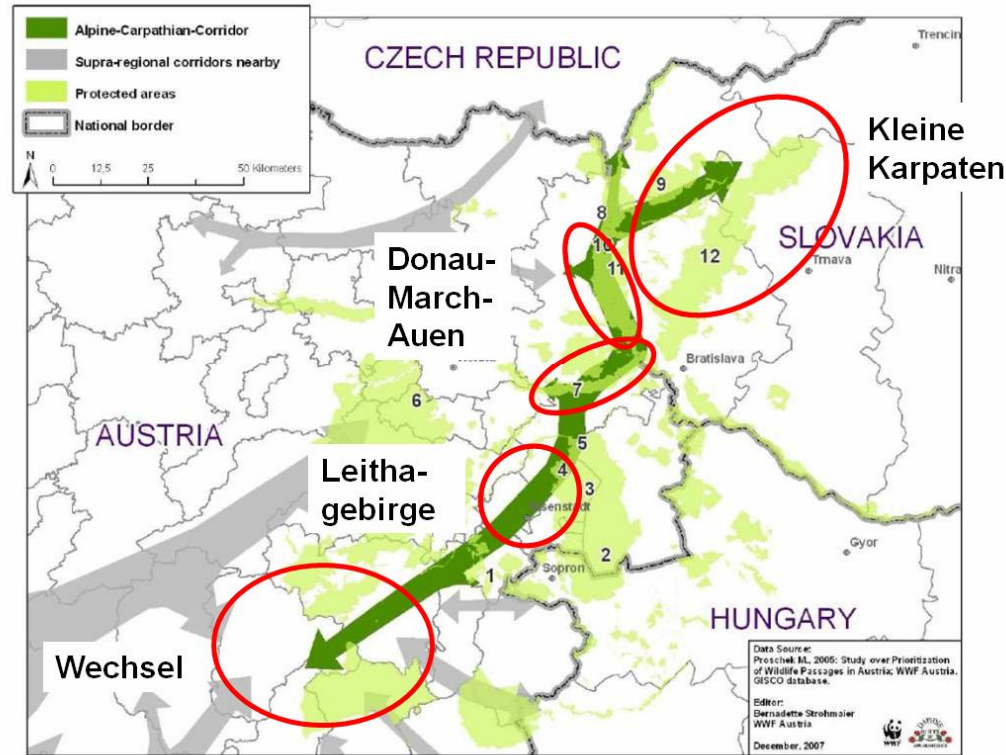 Alpine-Carpathian-Corridor
Supra-regional corridors nearby
Protected areas
National border
N
0 12,5 25 50 Kilometers
CZECH REPUBLIC
Trencin
Kleine
Karpaten
9
8
10
11
12
SLOVAKIA
Trnava
Nitra
Donau-
March-
Auen
Bratislava
7
6
AUSTRIA
5
Leitha-
gebirge
4
3
2
1
Sopron
Gyor
HUNGARY
Wechsel
Data Source:
Proschek M., 2005: Study over Prioritization
of Wildlife Passages in Austria; WWF Austria.
GISCO database.
Editor:
Bernadette Strohmaier
WWF Austria
December, 2007
WWF